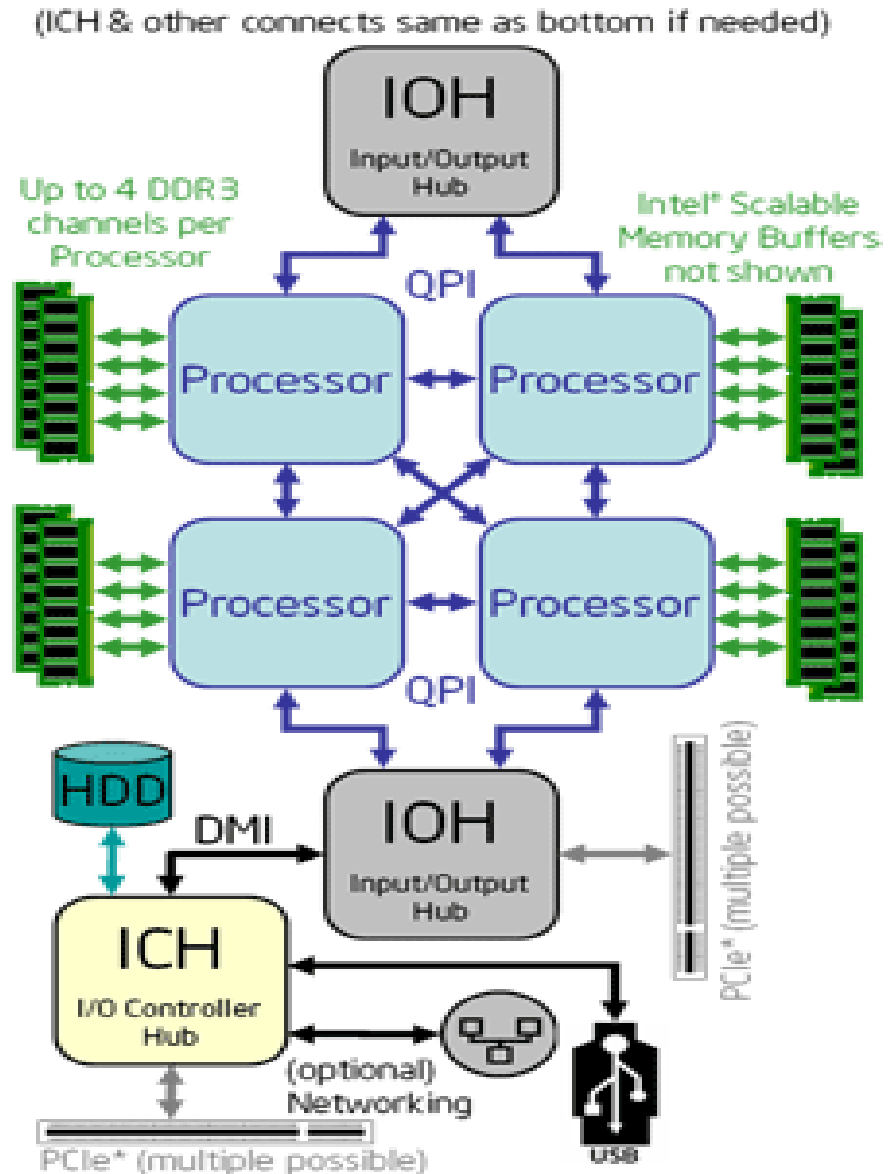 (ICH & other connects same as bottom if needed)
IOH
Input/Output
Hub
Up to 4 DDR3
channels per
Processor
Intel* Scalable
Memory Buffers
not shown
QPI
Processor
Processor
Processor
Processor
QPI
HDD
DMI
IOH
Input/Output
Hub
PCIe* (multiple possible)
ICH
I/O Controller
Hub
(optional)
Networking
USB
PCIe* (multiple possible)